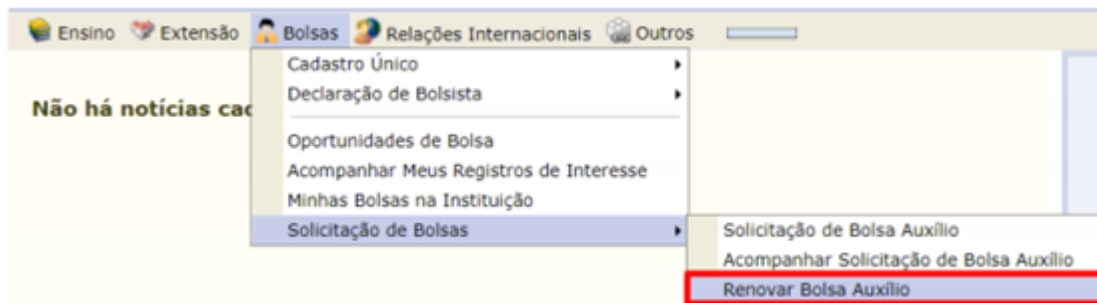 Ensino Extensão Bolsas Relações Internacionais Outros
Cadastro Único
Declaração de Bolsista
Não há notícias cad
Oportunidades de Bolsa
Acompanhar Meus Registros de Interesse
Minhas Bolsas na Instituição
Solicitação de Bolsas
Solicitação de Bolsa Auxílio
Acompanhar Solicitação de Bolsa Auxílio
Renovar Bolsa Auxílio